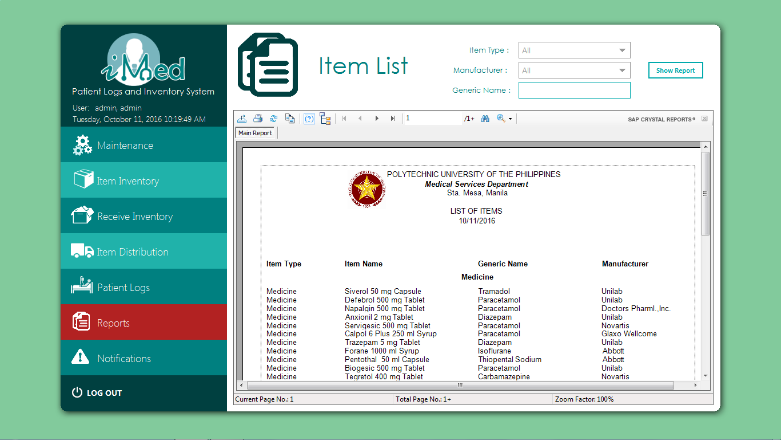 iMed
Patient Logs and Inventory System
User: admin, admin
Tuesday, October 11, 2016 10:19:49 AM
Maintenance
Item Inventory
Receive Inventory
Item Distribution
Patient Logs
Reports
Notifications
LOG OUT
Item List
Item Type : All
Manufacturer : All
Generic Name :
Show Report
1 /1+
SAP CRYSTAL REPORTS®
Main Report
POLYTECHNIC UNIVERSITY OF THE PHILIPPINES
Medical Services Department
Sta. Mesa, Manila
LIST OF ITEMS
10/11/2016
Item Type Item Name Generic Name Manufacturer
Medicine
Medicine Siverol 50 mg Capsule Tramadol Unilab
Medicine Defebrol 500 mg Tablet Paracetamol Unilab
Medicine Napalgin 500 mg Tablet Paracetamol Doctors Pharml.,Inc.
Medicine Anxionil 2 mg Tablet Diazepam Unilab
Medicine Servigesic 500 mg Tablet Paracetamol Novartis
Medicine Calpol 6 Plus 250 ml Syrup Paracetamol Glaxo Wellcome
Medicine Trazepam 5 mg Tablet Diazepam Unilab
Medicine Forane 1000 ml Syrup Isoflurane Abbott
Medicine Pentothal 50 ml Capsule Thiopental Sodium Abbott
Medicine Biogesic 500 mg Tablet Paracetamol Unilab
Medicine Tegretol 400 mg Tablet Carbamazepine Novartis
Current Page No.: 1 Total Page No.: 1+ Zoom Factor: 100%